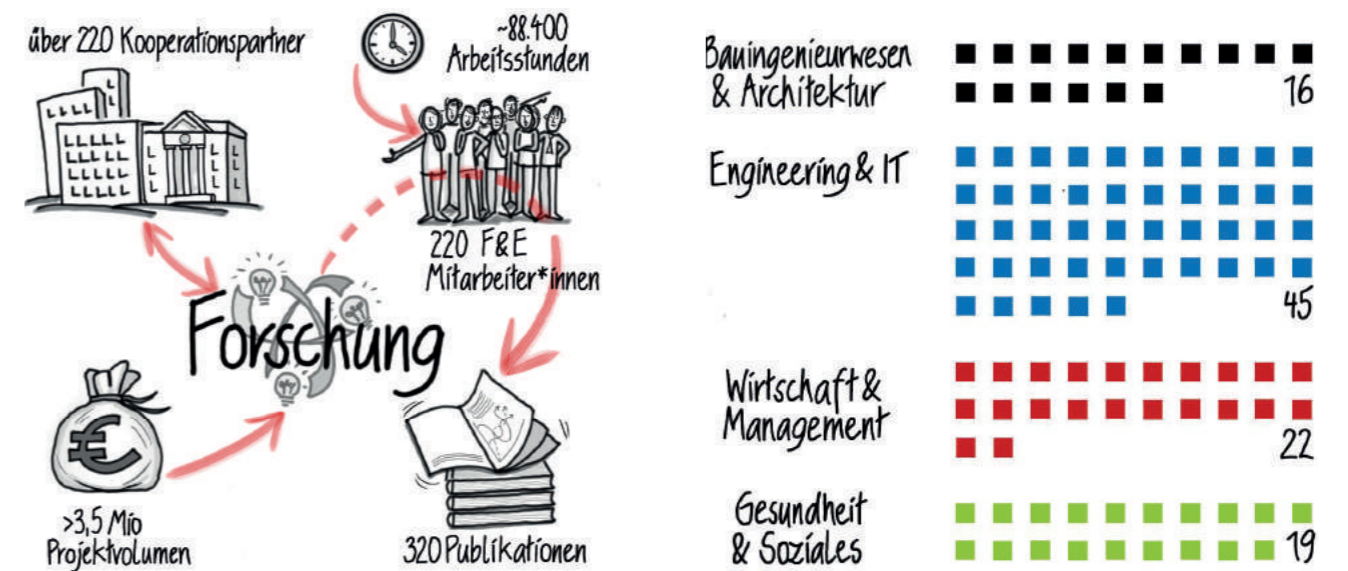 über 220 Kooperationspartner
~88.400
Arbeitsstunden
220 F&E
Mitarbeiter*innen
Forschung
>3,5 Mio
Projektvolumen
320 Publikationen
Bauingenieurwesen
& Architektur
16
Engineering & IT
45
Wirtschaft &
Management
22
Gesundheit
& Soziales
19